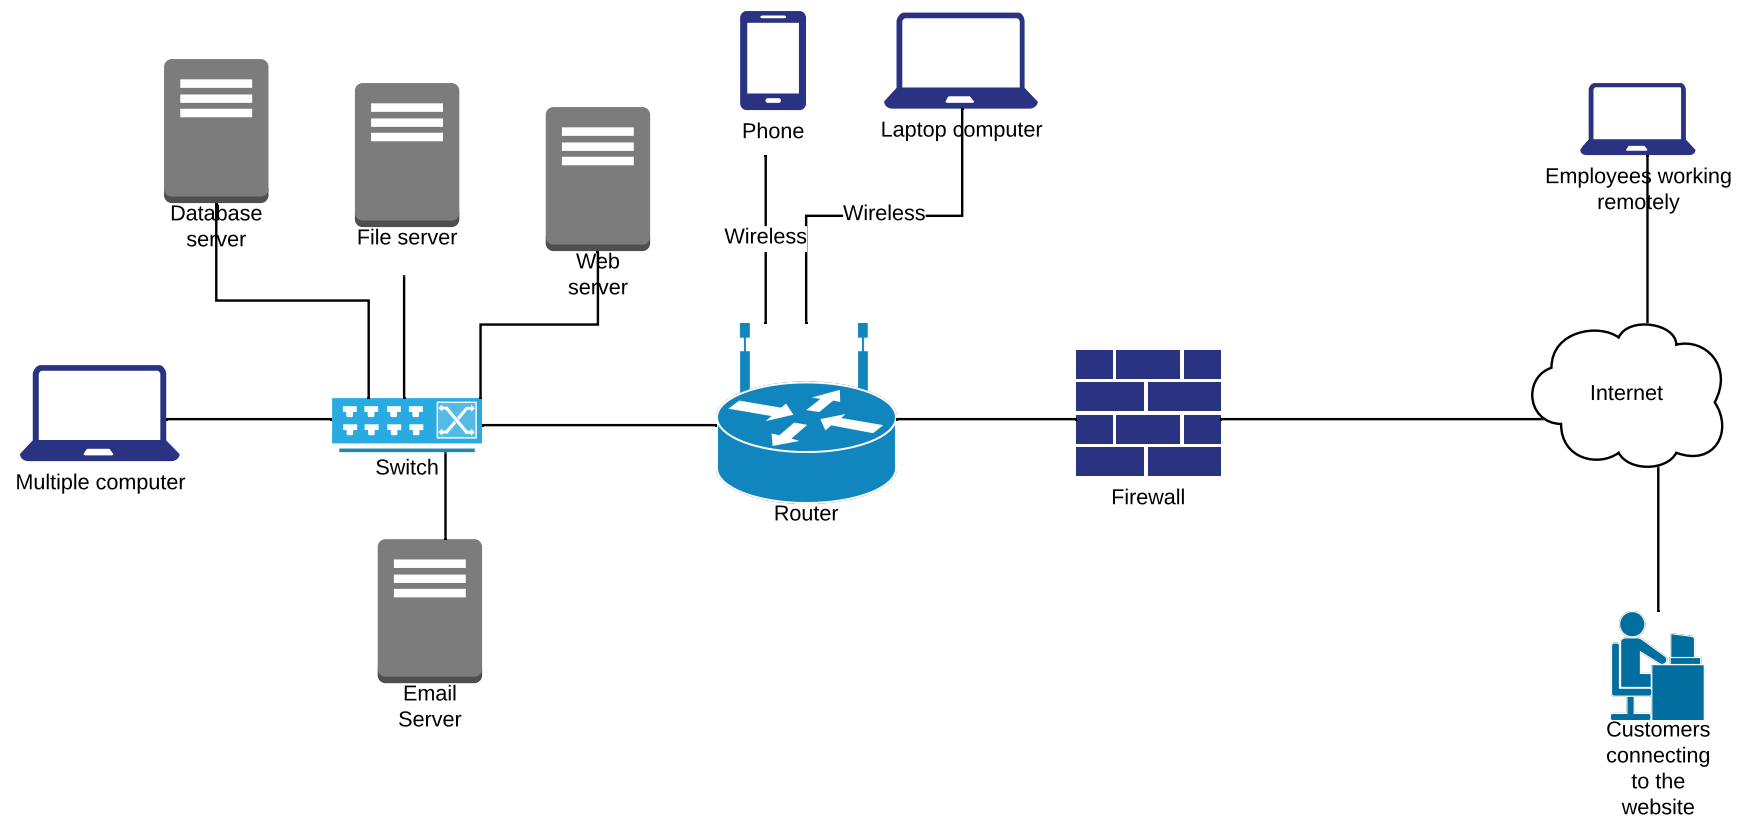 Phone
Laptop computer
Employees working
remotely
Database
server
File server
Web
server
Wireless
Wireless
Internet
Multiple computer
Switch
Router
Firewall
Email
Server
Customers
connecting
to the
website